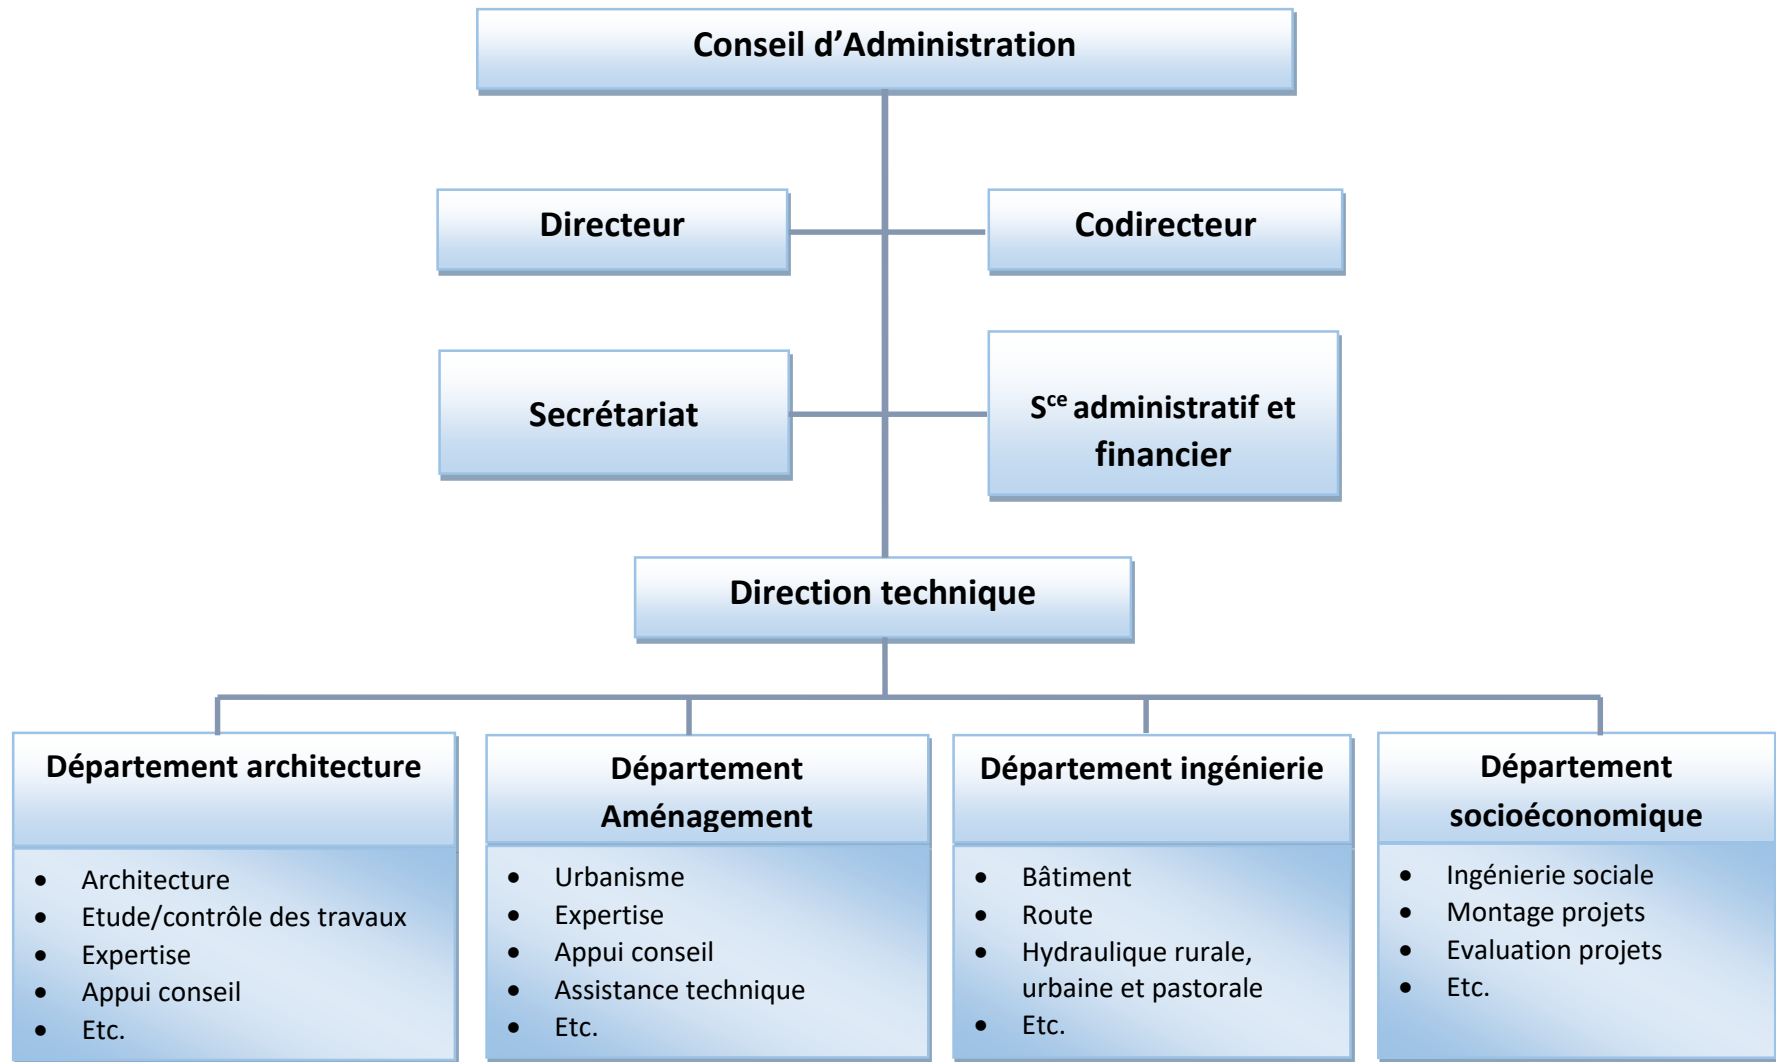 Conseil d’Administration
Directeur
Codirecteur
Secrétariat
Sce administratif et
financier
Direction technique
Département architecture
• Architecture
• Etude/contrôle des travaux
• Expertise
• Appui conseil
• Etc.
Département
Aménagement
• Urbanisme
• Expertise
• Appui conseil
• Assistance technique
• Etc.
Département ingénierie
• Bâtiment
• Route
• Hydraulique rurale,
urbaine et pastorale
• Etc.
Département
socioéconomique
• Ingénierie sociale
• Montage projets
• Evaluation projets
• Etc.